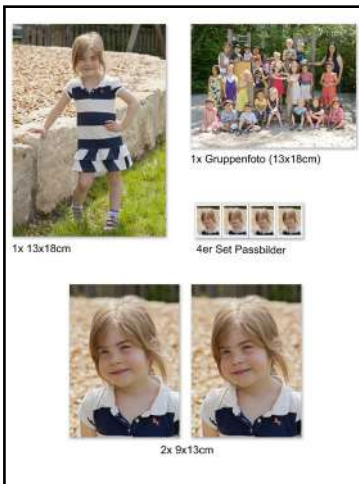 1x Gruppenfoto (13x18cm)
1x 13x18cm
4er Set Passbilder
2x 9x13cm